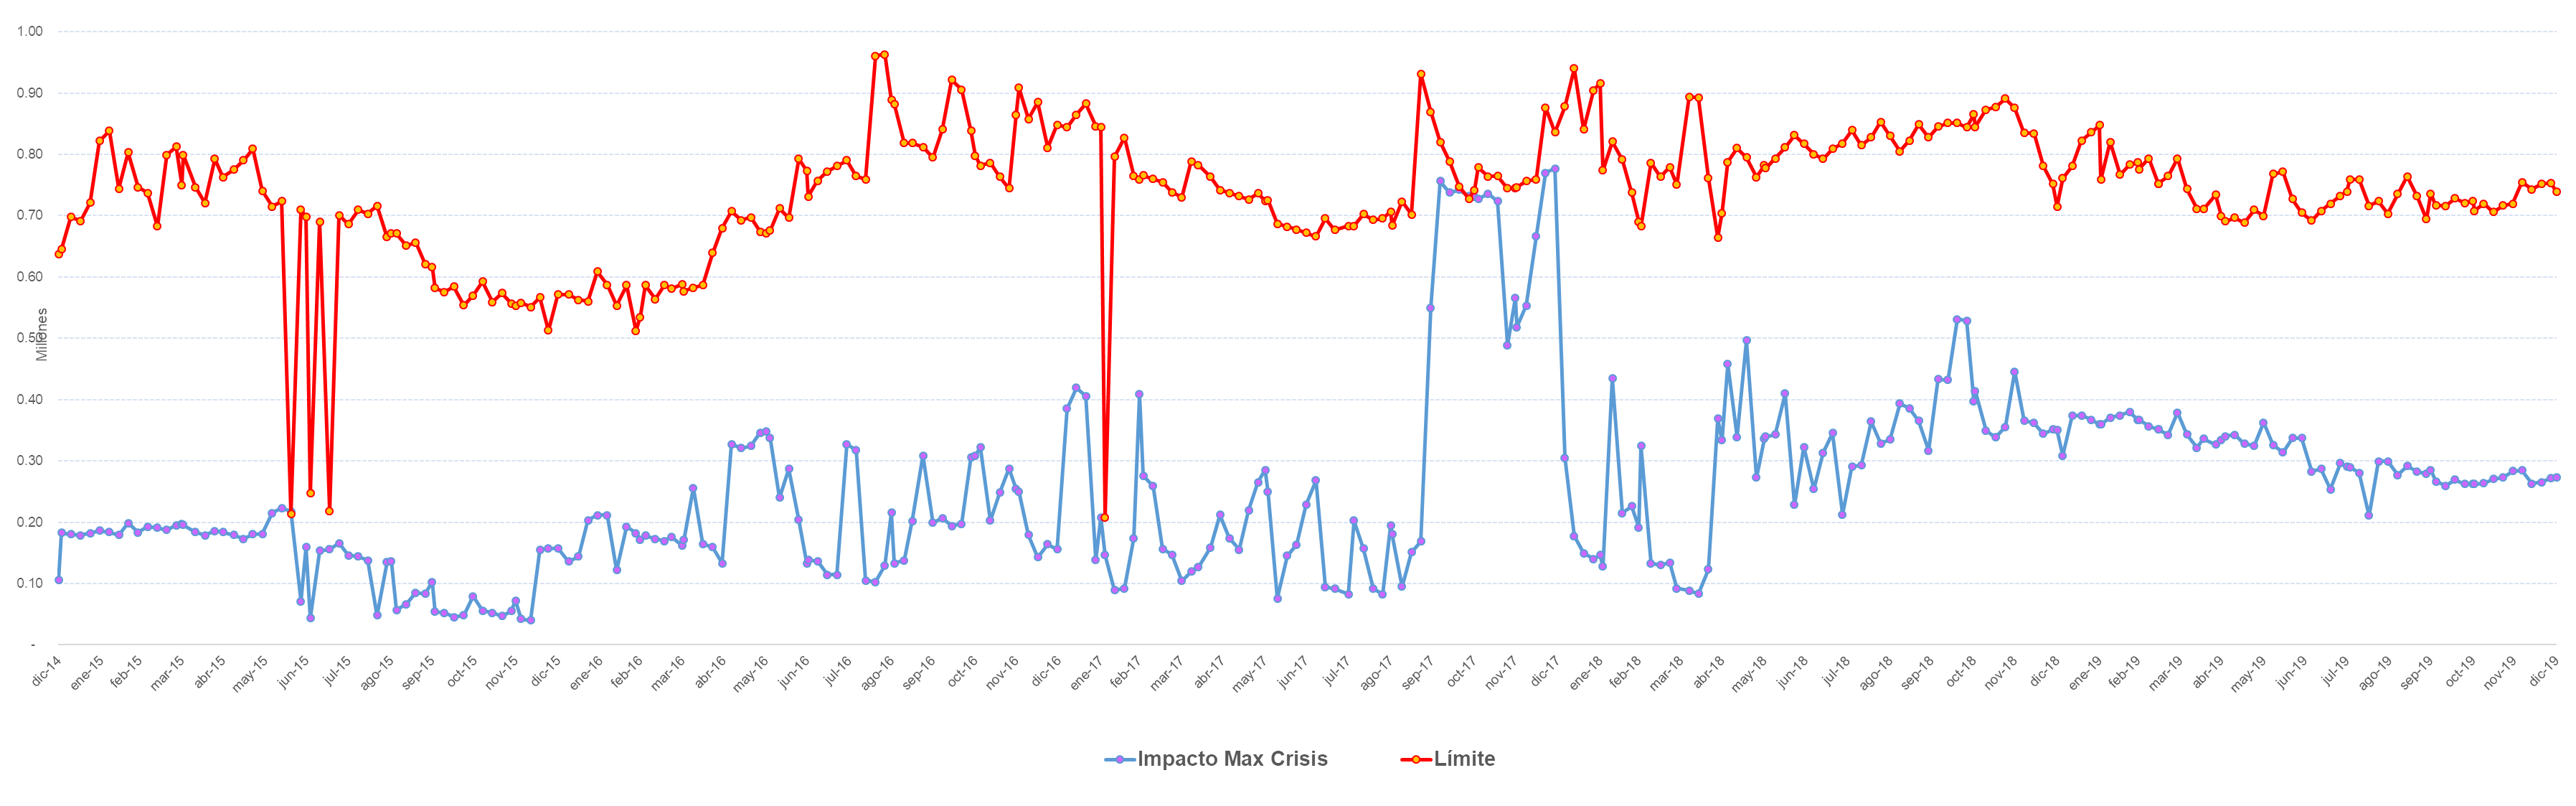 1.00
0.90
0.80
0.70
0.60
0.50
0.40
0.30
0.20
0.10
-
Millones
dic-14
ene-15
feb-15
mar-15
abr-15
may-15
jun-15
jul-15
ago-15
sep-15
oct-15
nov-15
dic-15
ene-16
feb-16
mar-16
abr-16
may-16
jun-16
jul-16
ago-16
sep-16
oct-16
nov-16
dic-16
ene-17
feb-17
mar-17
abr-17
may-17
jun-17
jul-17
ago-17
sep-17
oct-17
nov-17
dic-17
ene-18
feb-18
mar-18
abr-18
may-18
jun-18
jul-18
ago-18
sep-18
oct-18
nov-18
dic-18
ene-19
feb-19
mar-19
abr-19
may-19
jun-19
jul-19
ago-19
sep-19
oct-19
nov-19
dic-19
Impacto Max Crisis
Límite